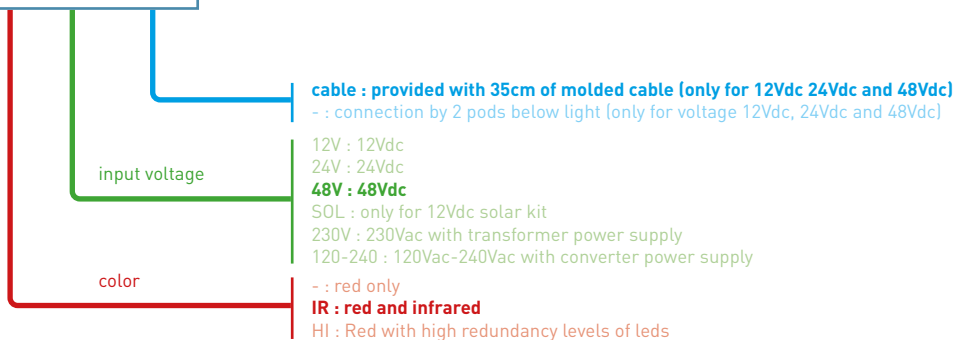 cable : provided with 35cm of molded cable (only for 12Vdc 24Vdc and 48Vdc)
- : connection by 2 pods below light (only for voltage 12Vdc, 24Vdc and 48Vdc)
input voltage
12V : 12Vdc
24V : 24Vdc
48V : 48Vdc
SOL : only for 12Vdc solar kit
230V : 230Vac with transformer power supply
120-240 : 120Vac-240Vac with converter power supply
color
- : red only
IR : red and infrared
HI : Red with high redundancy levels of leds